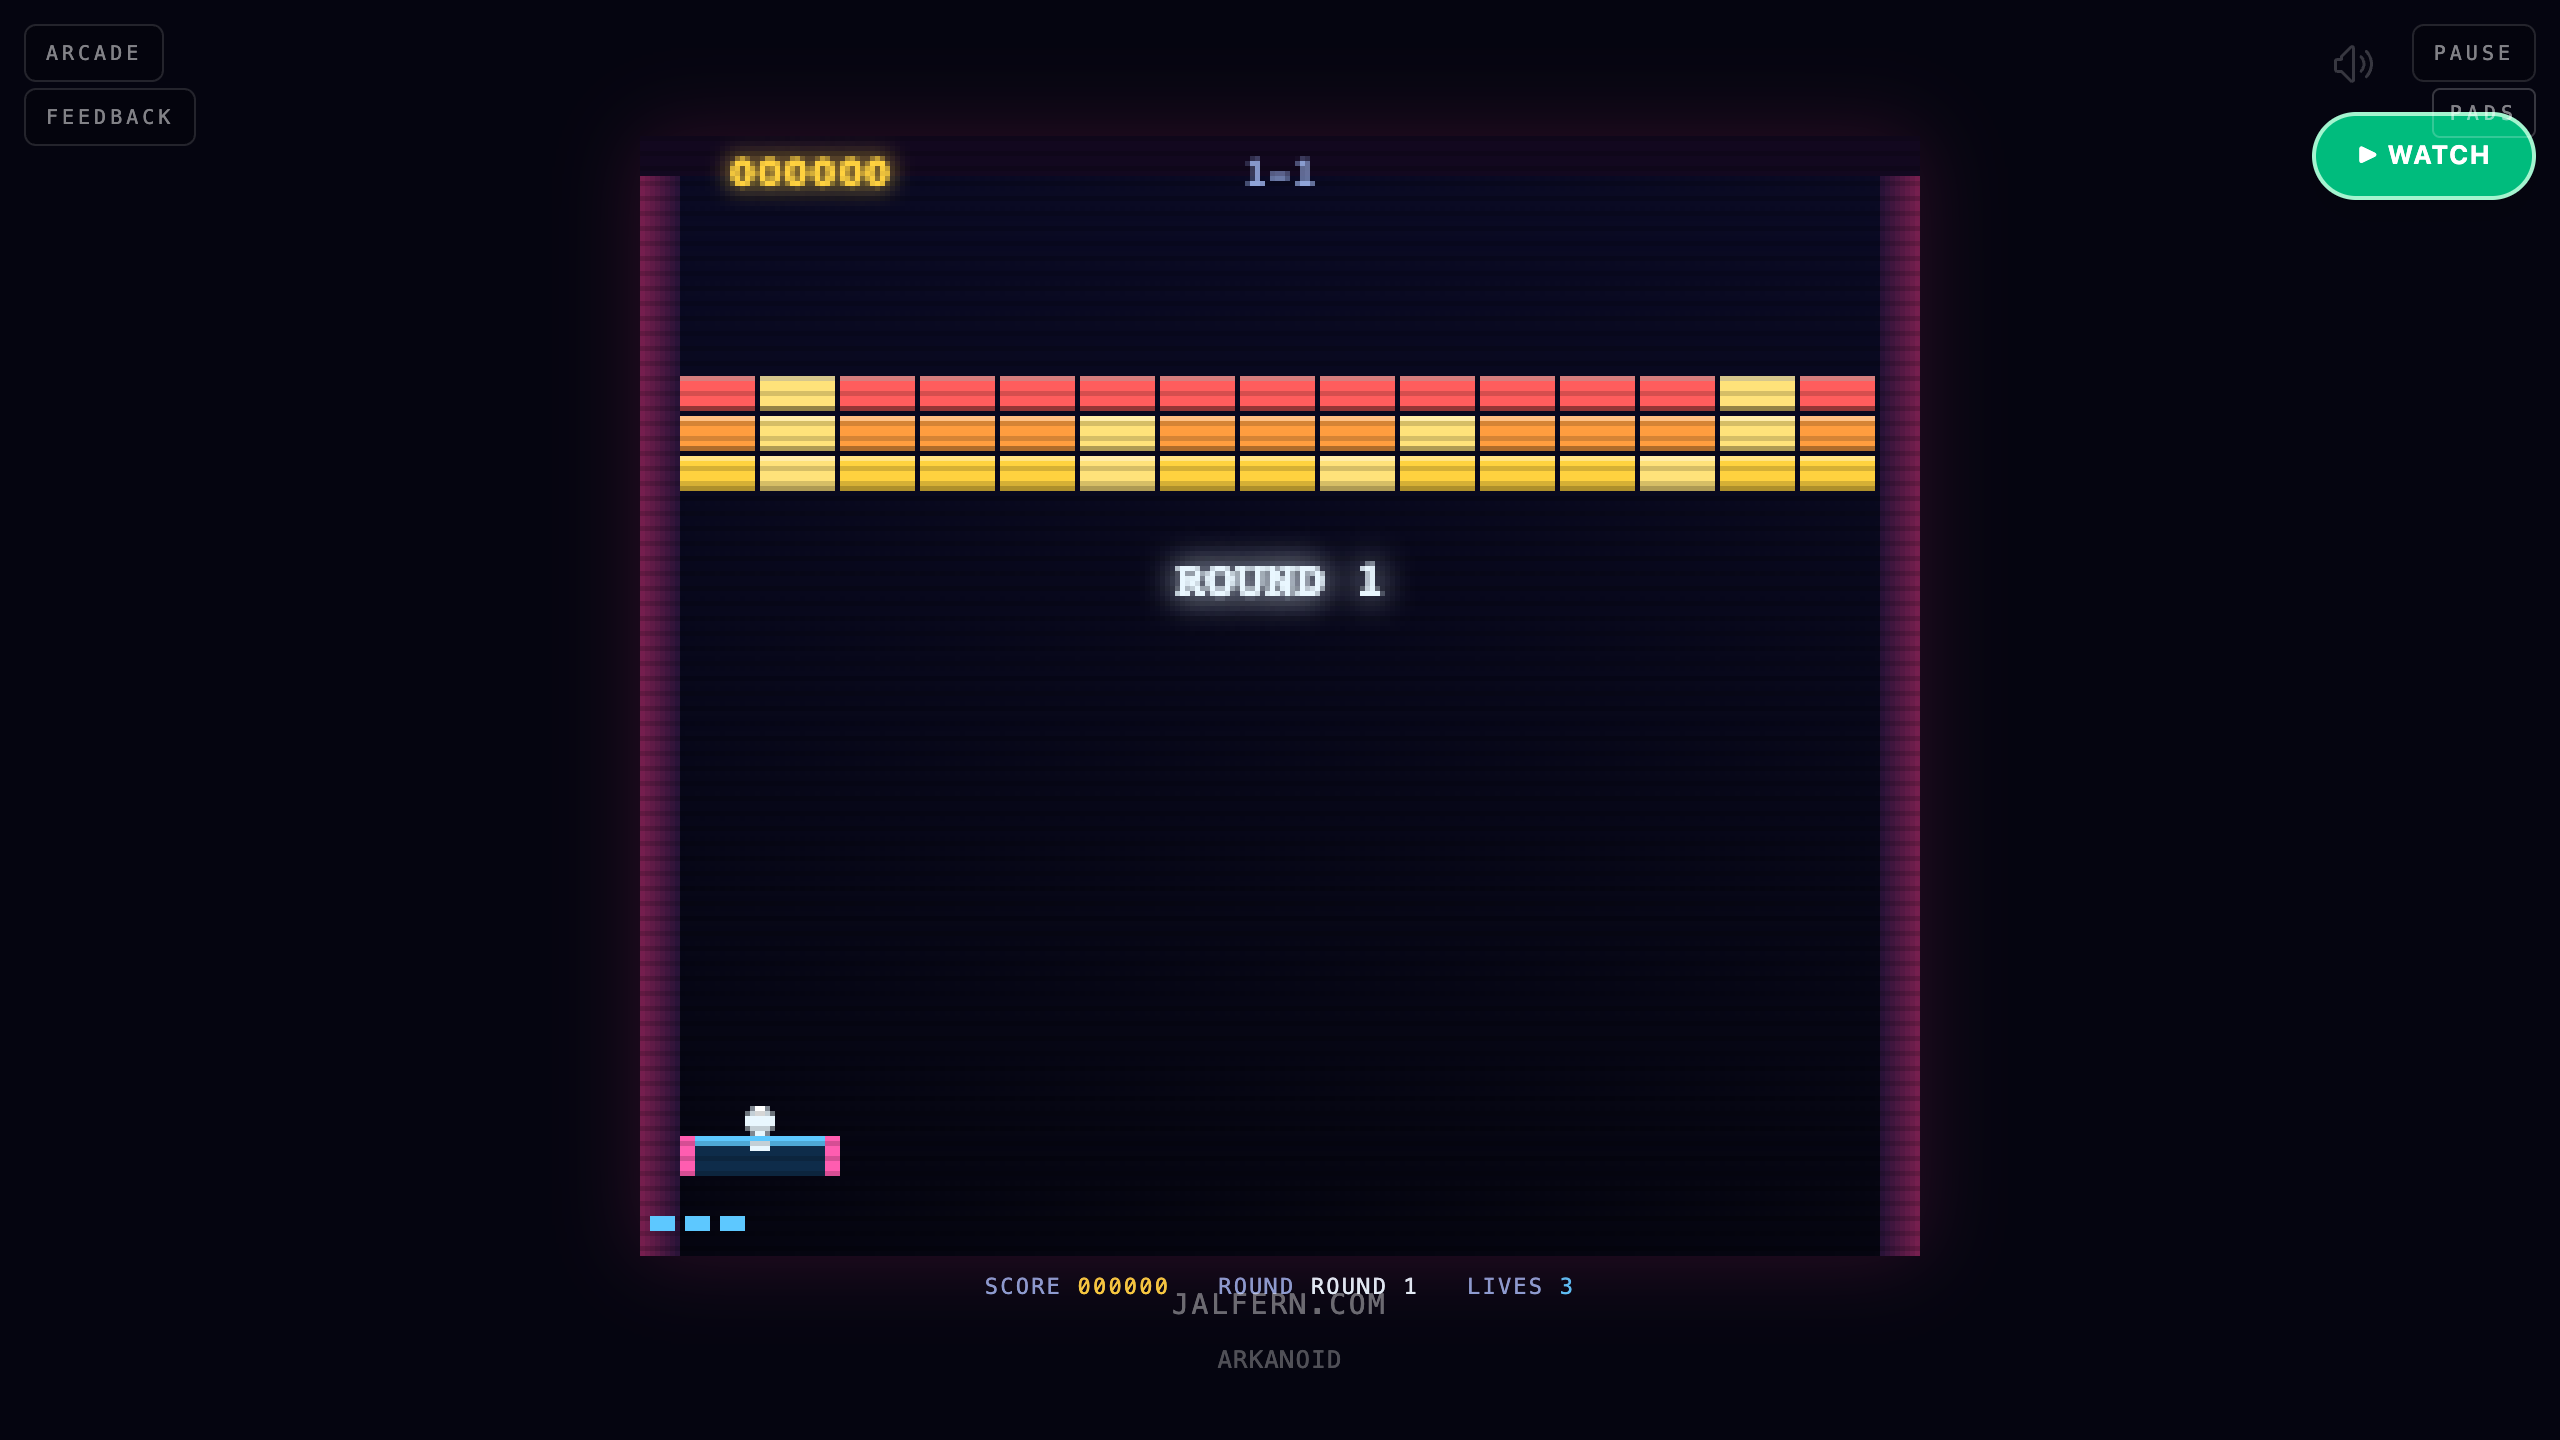 ARCADE
FEEDBACK
PAUSE
PADS
▶ WATCH
000000
1-1
ROUND 1
SCORE 000000 ROUND ROUND 1 LIVES 3
JALFERN.COM
ARKANOID